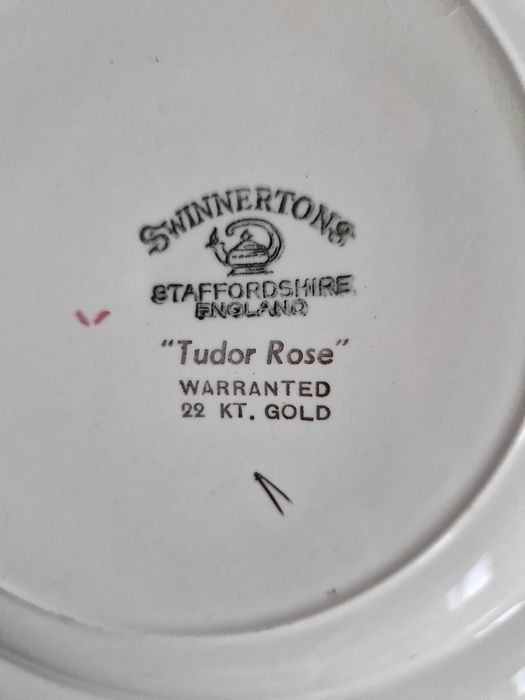 SWINNERTONS
STAFFORDSHIRE
ENGLAND
"Tudor Rose"
WARRANTED
22 KT. GOLD